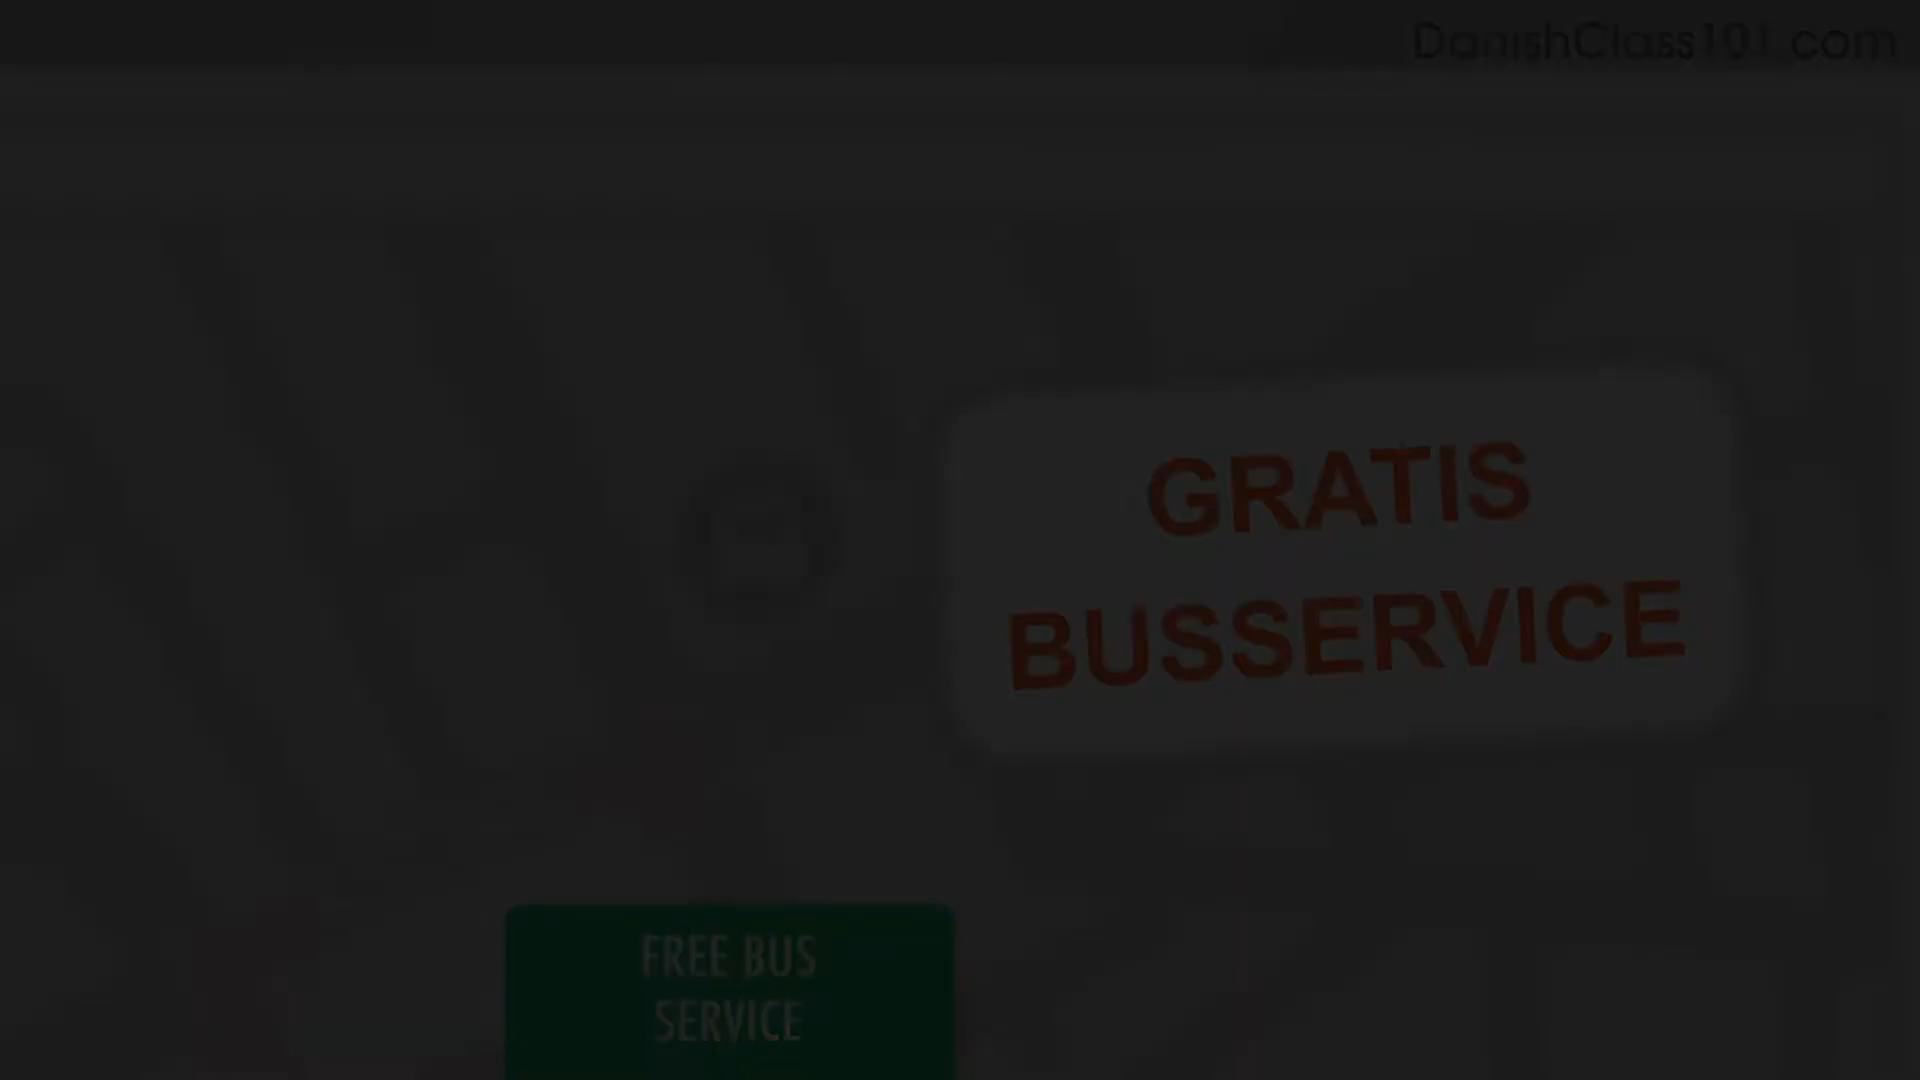 DanishClass101.com
GRATIS
BUSSERVICE
FREE BUS
SERVICE